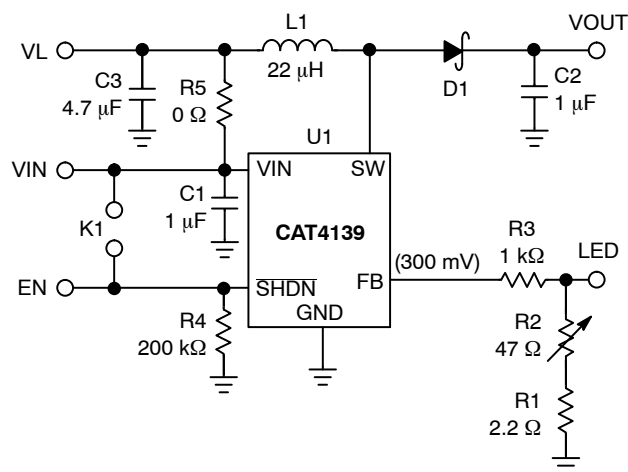 L1
VOUT
VL
22 μH
C3
4.7 μF
R5
0 Ω
D1
C2
1 μF
U1
VIN
VIN
SW
C1
1 μF
K1
CAT4139
R3
1 kΩ
LED
(300 mV)
FB
EN
SHDN
GND
R4
200 kΩ
R2
47 Ω
R1
2.2 Ω